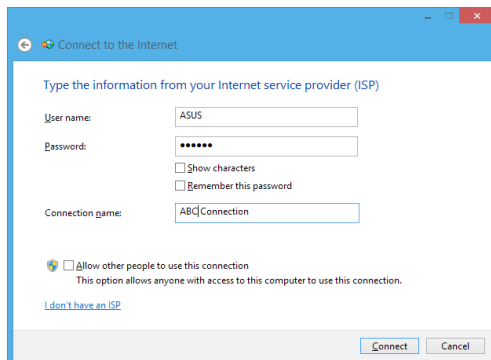 Connect to the Internet
Type the information from your Internet service provider (ISP)
User name:
ASUS
Password:
••••••
Show characters
Remember this password
Connection name:
ABC Connection
Allow other people to use this connection
This option allows anyone with access to this computer to use this connection.
I don't have an ISP
Connect
Cancel